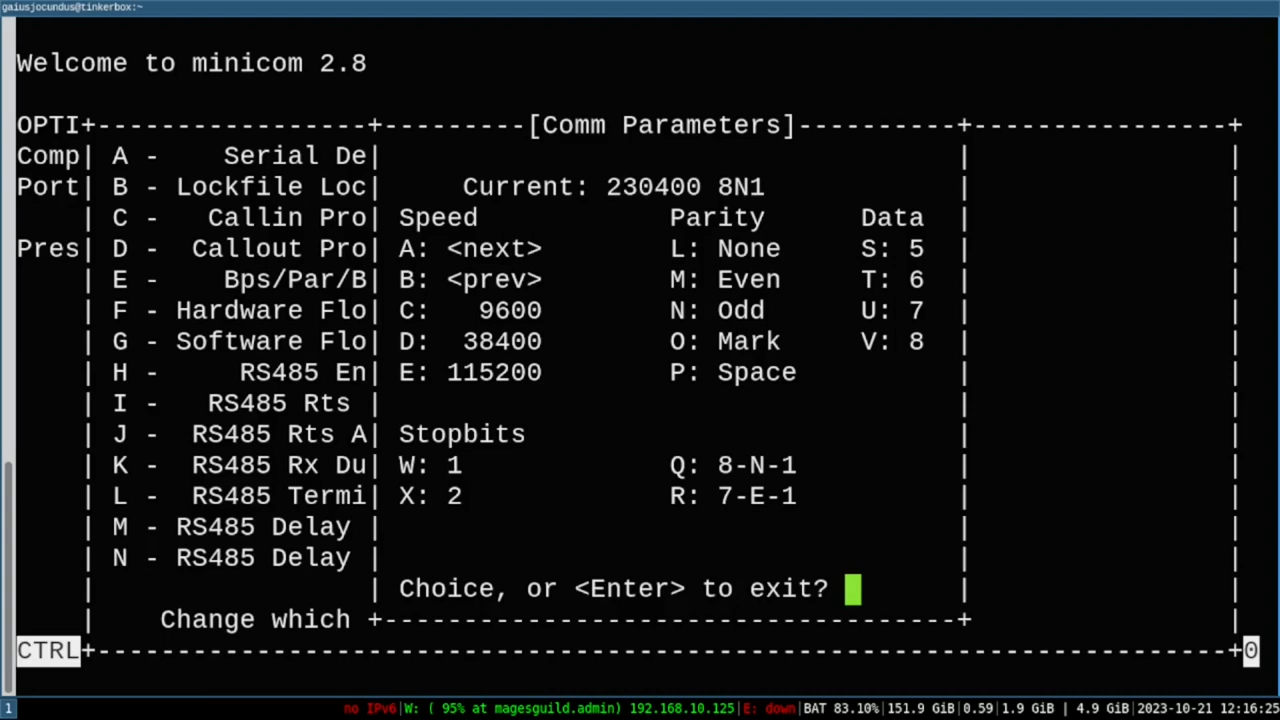 gaiusjocundus@tinkerbox:~
Welcome to minicom 2.8
OPTI+-----------------+---------[Comm Parameters]----------+----------------+
Comp| A -    Serial De|                                     |                |
Port| B - Lockfile Loc|     Current: 230400 8N1             |                |
    | C -   Callin Pro| Speed            Parity      Data   |                |
Pres| D -  Callout Pro| A: <next>        L: None     S: 5   |                |
    | E -    Bps/Par/B| B: <prev>        M: Even     T: 6   |                |
    | F - Hardware Flo| C:   9600        N: Odd      U: 7   |                |
    | G - Software Flo| D:  38400        O: Mark     V: 8   |                |
    | H -     RS485 En| E: 115200        P: Space           |                |
    | I -   RS485 Rts |                                     |                |
    | J -  RS485 Rts A| Stopbits                            |                |
    | K -  RS485 Rx Du| W: 1             Q: 8-N-1           |                |
    | L -  RS485 Termi| X: 2             R: 7-E-1           |                |
    | M - RS485 Delay |                                     |                |
    | N - RS485 Delay |                                     |                |
    |                 | Choice, or <Enter> to exit?         |                |
    |    Change which +------------------------------------+                |
CTRL+-----------------------------------------------------------------------+0
1 no IPv6|W: ( 95% at magesguild.admin) 192.168.10.125|E: down|BAT 83.10%|151.9 GiB|0.59|1.9 GiB | 4.9 GiB|2023-10-21 12:16:25